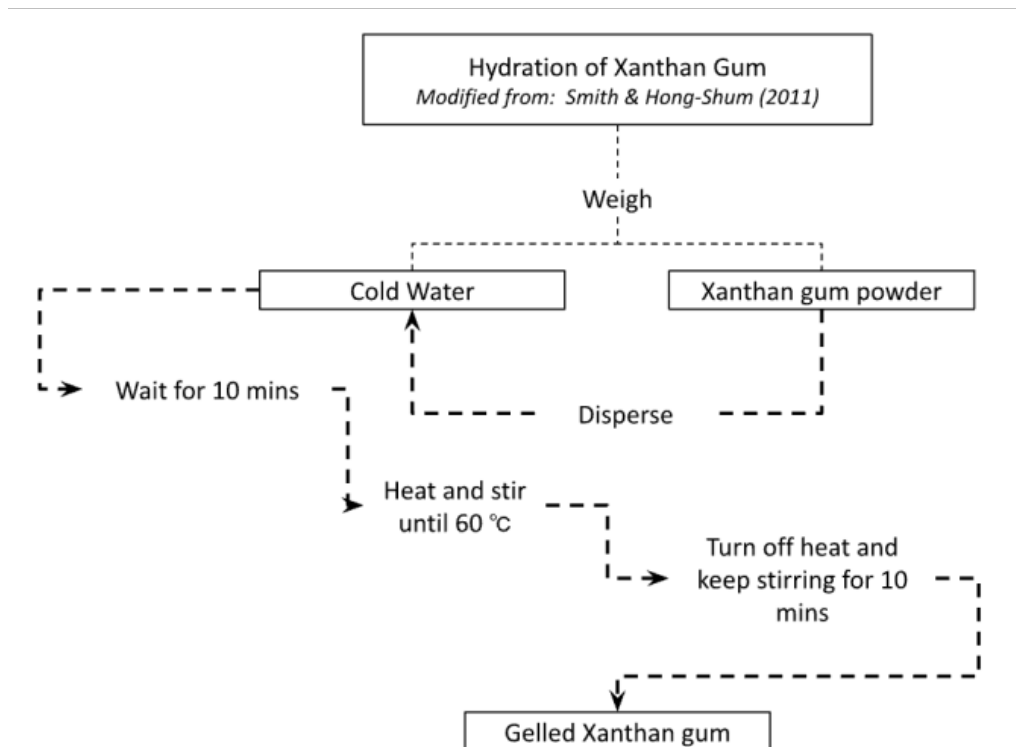 Hydration of Xanthan Gum
Modified from: Smith & Hong-Shum (2011)
Weigh
Cold Water
Xanthan gum powder
Wait for 10 mins
Disperse
Heat and stir
until 60 ℃
Turn off heat and
keep stirring for 10
mins
Gelled Xanthan gum